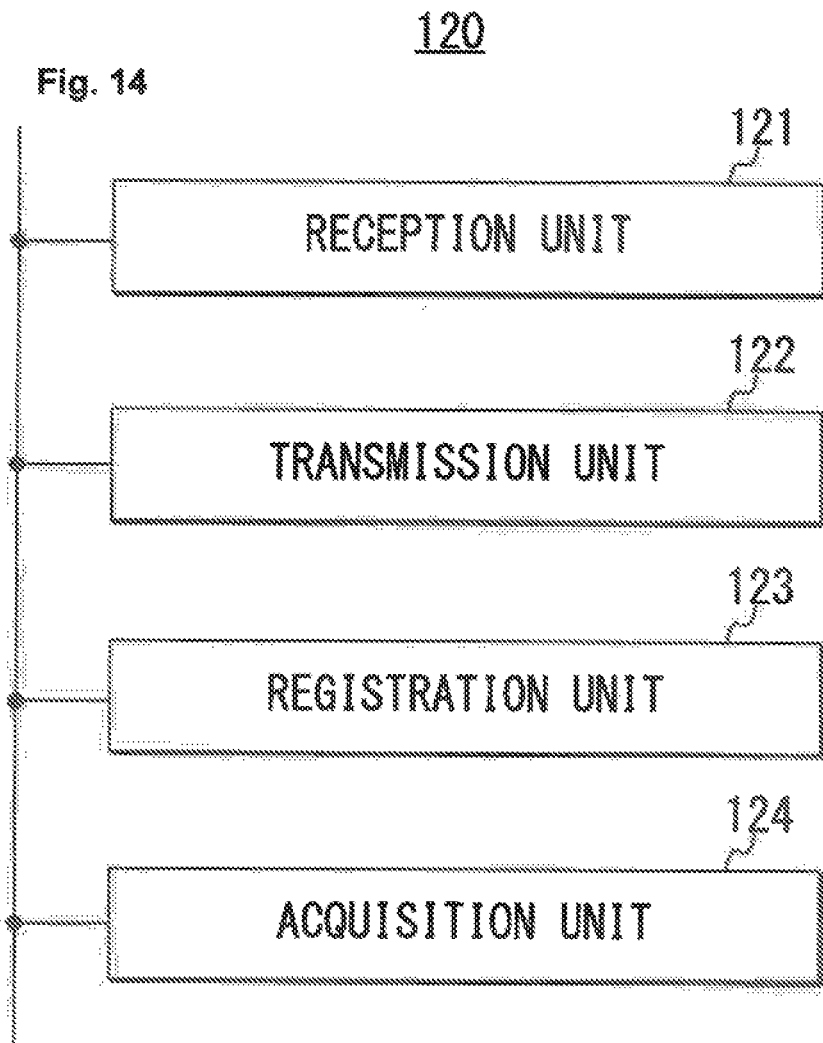 120
Fig. 14
121
RECEPTION UNIT
122
TRANSMISSION UNIT
123
REGISTRATION UNIT
124
ACQUISITION UNIT